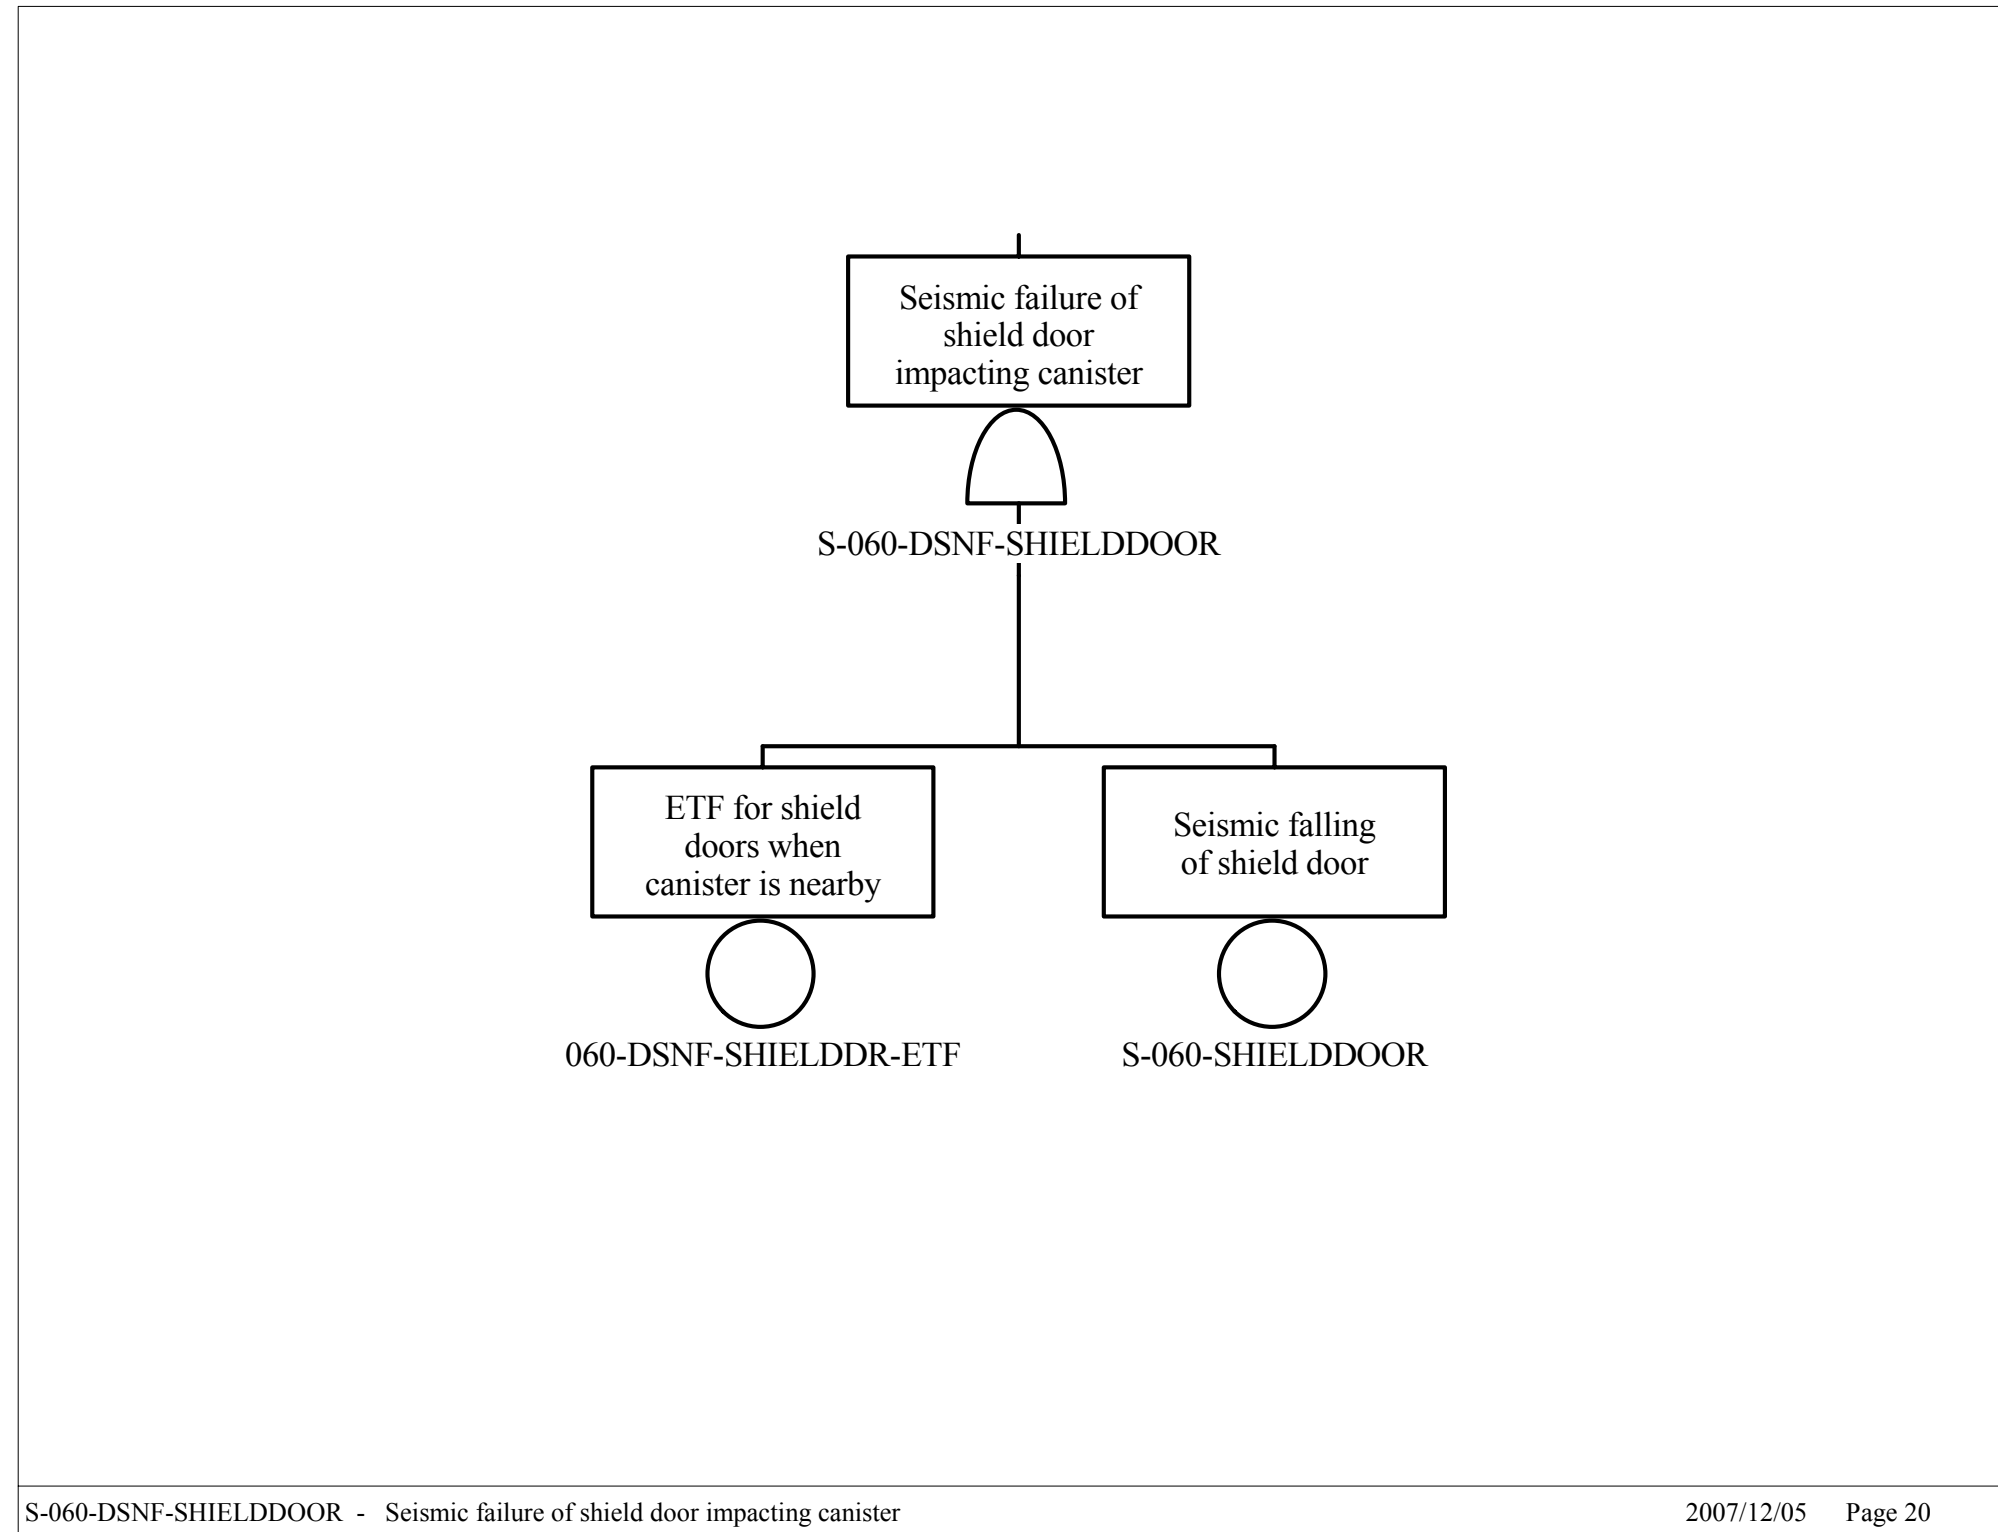 Seismic failure of
shield door
impacting canister
S-060-DSNF-SHIELDDOOR
ETF for shield
doors when
canister is nearby
060-DSNF-SHIELDDR-ETF
Seismic falling
of shield door
S-060-SHIELDDOOR
S-060-DSNF-SHIELDDOOR - Seismic failure of shield door impacting canister 2007/12/05 Page 20